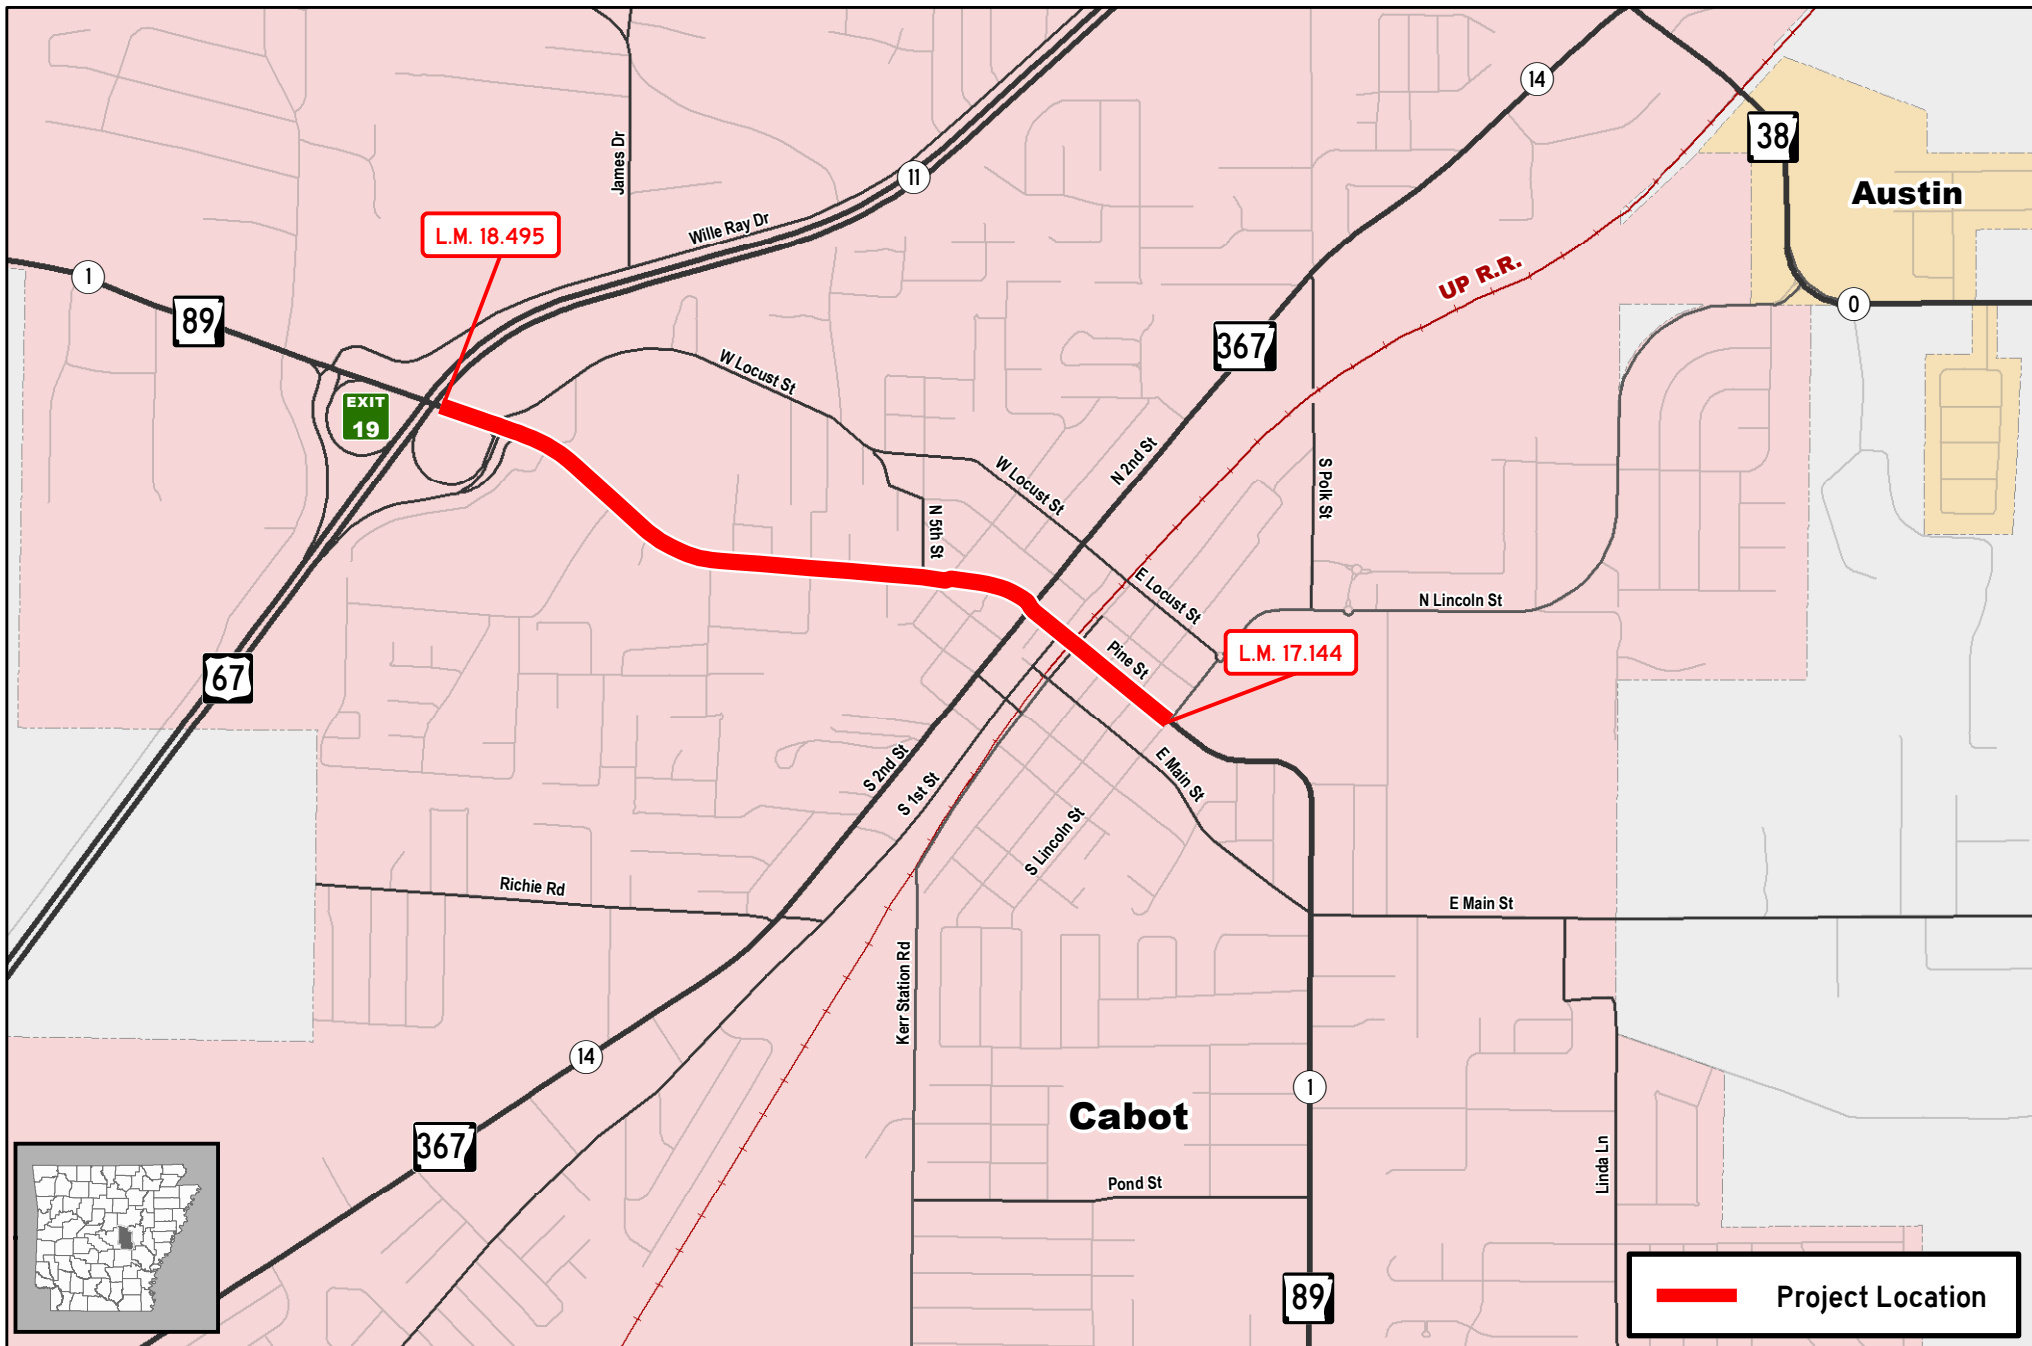 14
38
Austin
James Dr
11
Wille Ray Dr
L.M. 18.495
UP R.R.
1
89
0
367
W Locust St
EXIT
19
N 2nd St
W Locust St
S Polk St
N 5th St
E Locust St
N Lincoln St
Pine St
L.M. 17.144
67
S 2nd St
S 1st St
E Main St
S Lincoln St
Richie Rd
E Main St
Kerr Station Rd
14
1
Cabot
367
Linda Ln
Pond St
89
Project Location